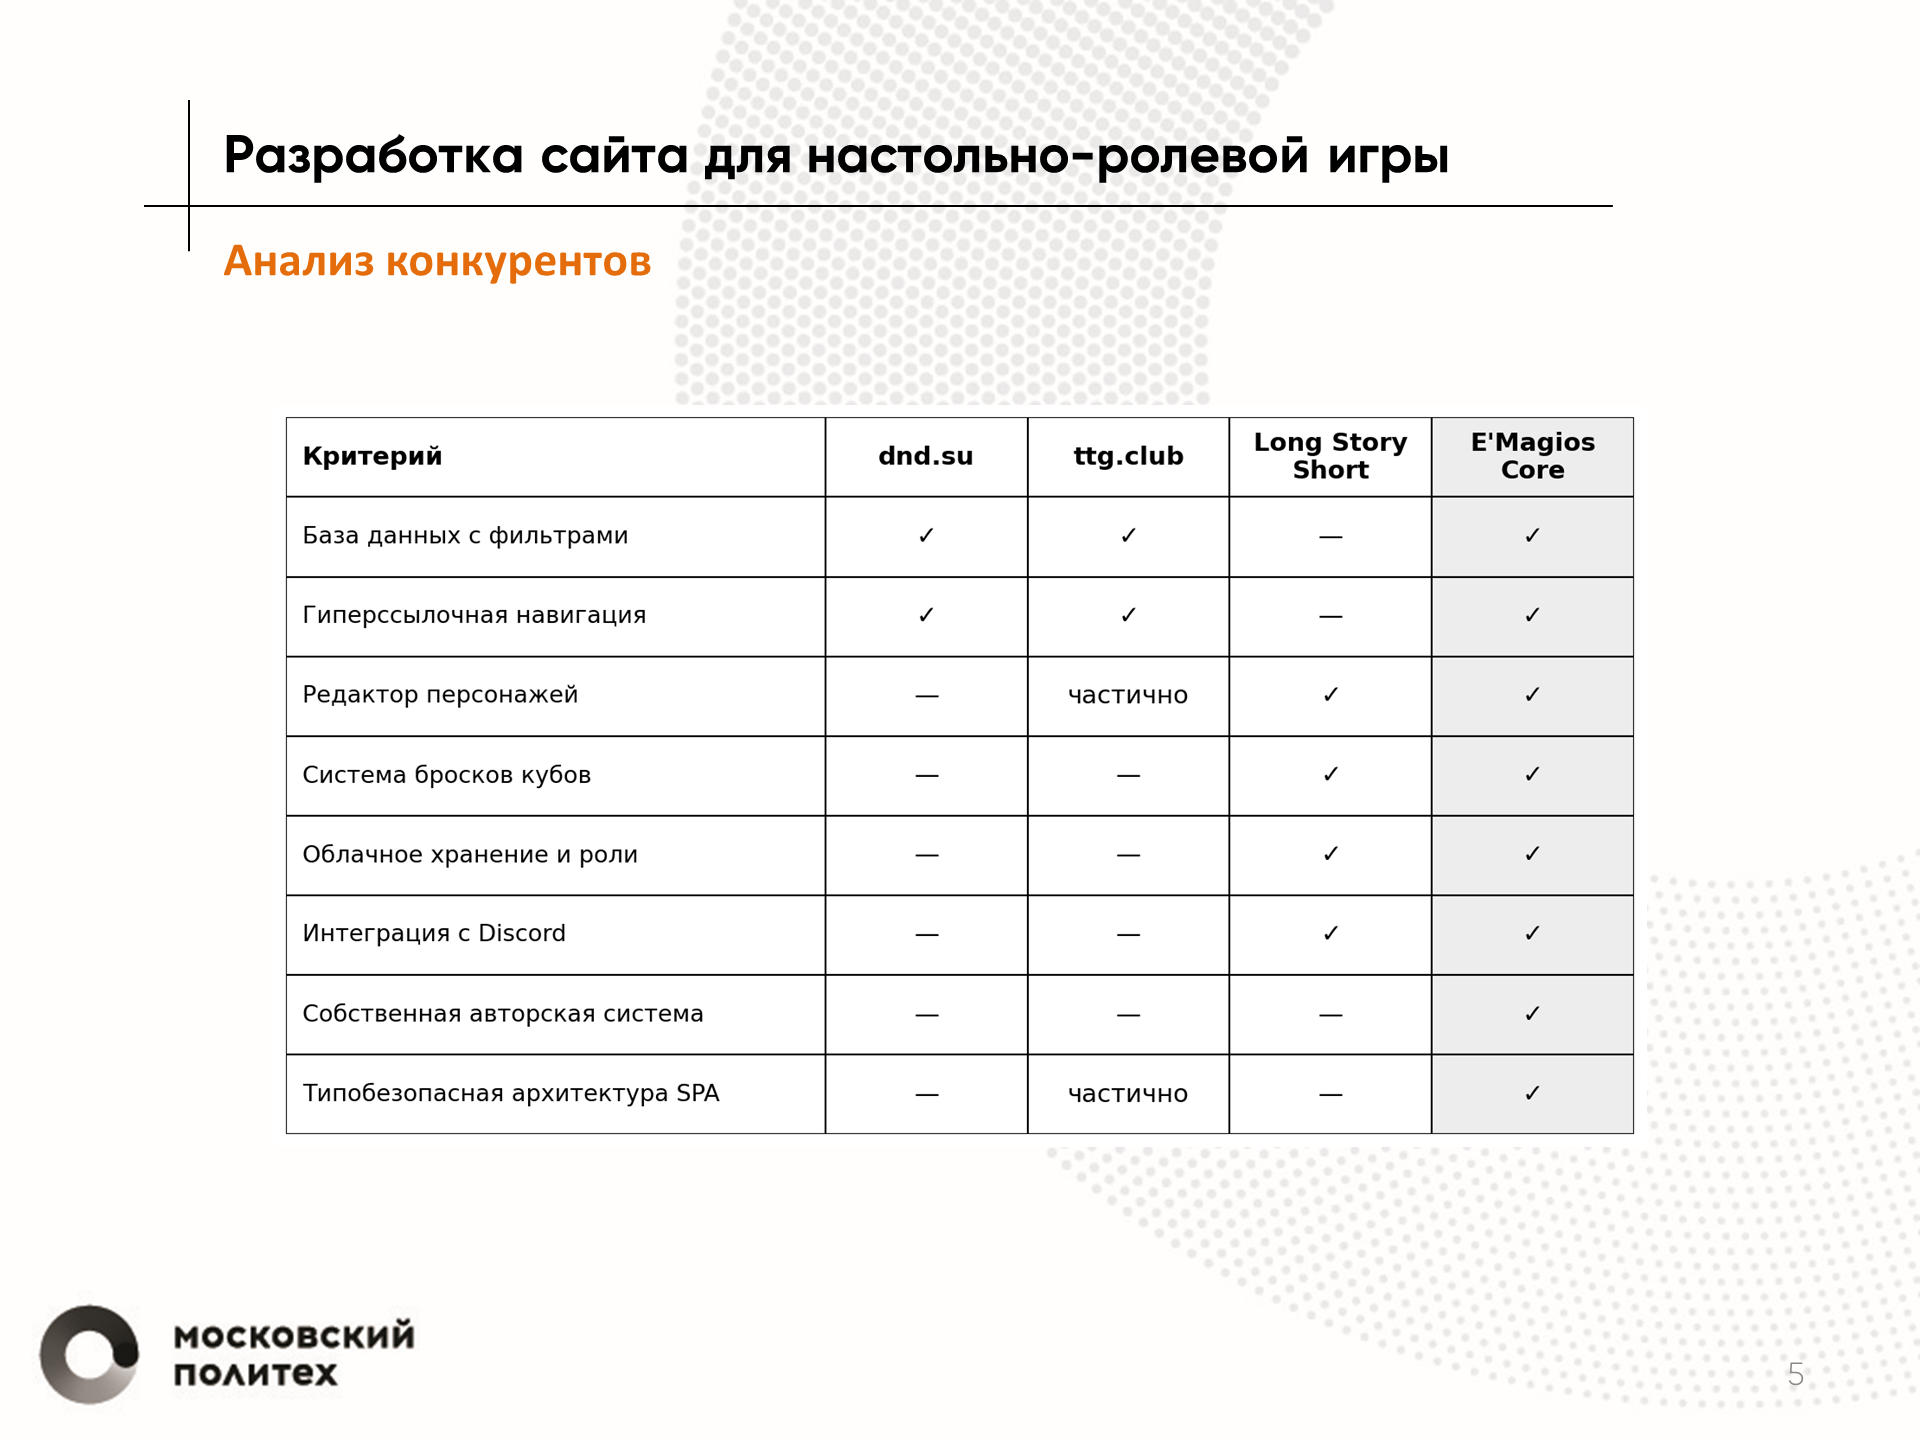 Разработка сайта для настольно-ролевой игры
Анализ конкурентов
Критерий dnd.su ttg.club Long Story Short E'Magios Core
База данных с фильтрами ✓ ✓ — ✓
Гиперссылочная навигация ✓ ✓ — ✓
Редактор персонажей — частично ✓ ✓
Система бросков кубов — — ✓ ✓
Облачное хранение и роли — — ✓ ✓
Интеграция с Discord — — ✓ ✓
Собственная авторская система — — — ✓
Типобезопасная архитектура SPA — частично — ✓
МОСКОВСКИЙ
ПОЛИТЕХ
5